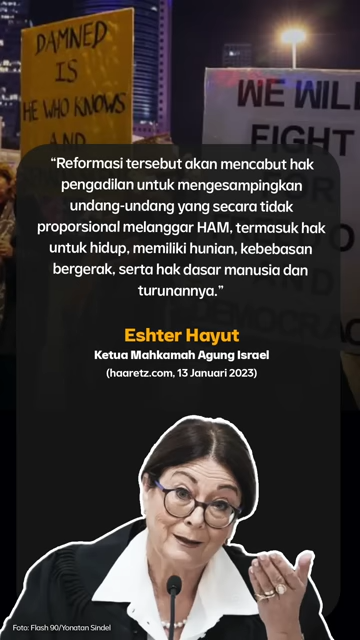 DAMNED
IS
HE WHO KNOWS
AND
WE WILL
FIGHT
“Reformasi tersebut akan mencabut hak
pengadilan untuk mengesampingkan
undang-undang yang secara tidak
proporsional melanggar HAM, termasuk hak
untuk hidup, memiliki hunian, kebebasan
bergerak, serta hak dasar manusia dan
turunannya.”
Eshter Hayut
Ketua Mahkamah Agung Israel
(haaretz.com, 13 Januari 2023)
Foto: Flash 90/Yonatan Sindel